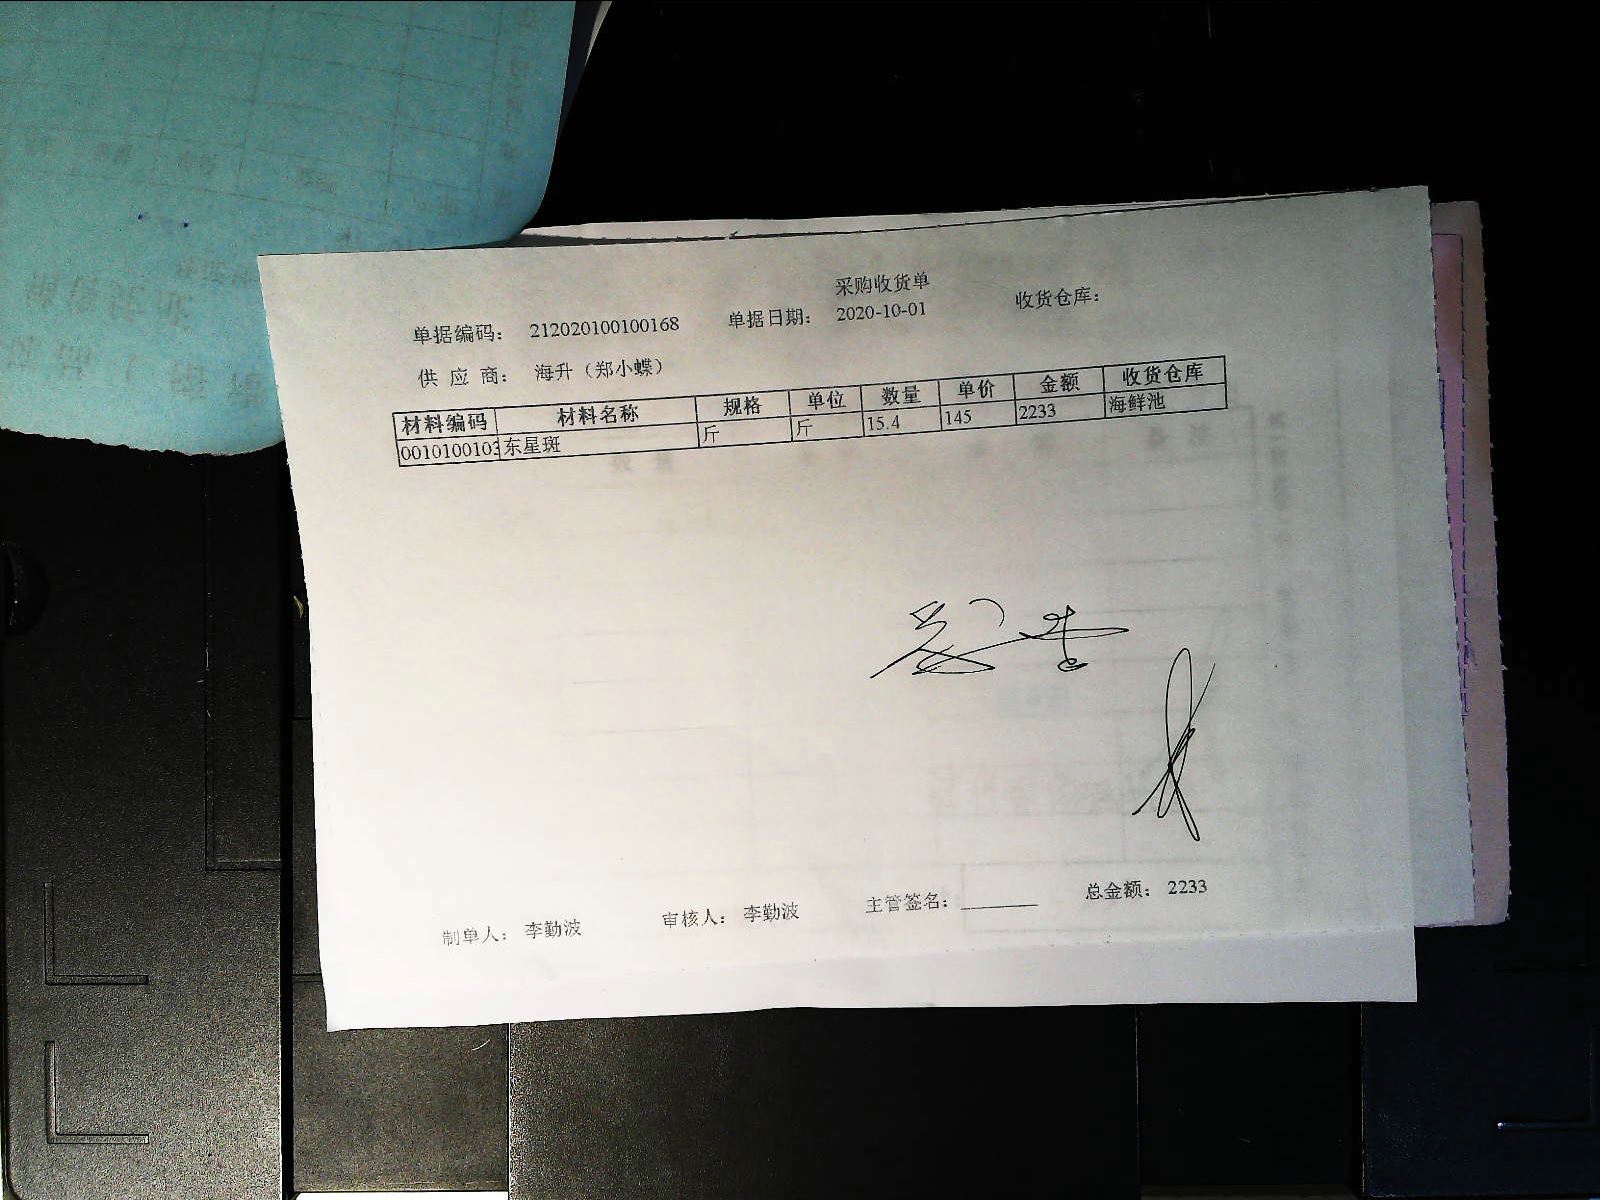 采购收货单
单据编码： 212020100100168 单据日期： 2020-10-01 收货仓库：
供 应 商： 海升（郑小蝶）
材料编码 材料名称 规格 单位 数量 单价 金额 收货仓库
0010100103 东星斑 斤 斤 15.4 145 2233 海鲜池
制单人： 李勤波 审核人： 李勤波 主管签名：________ 总金额： 2233